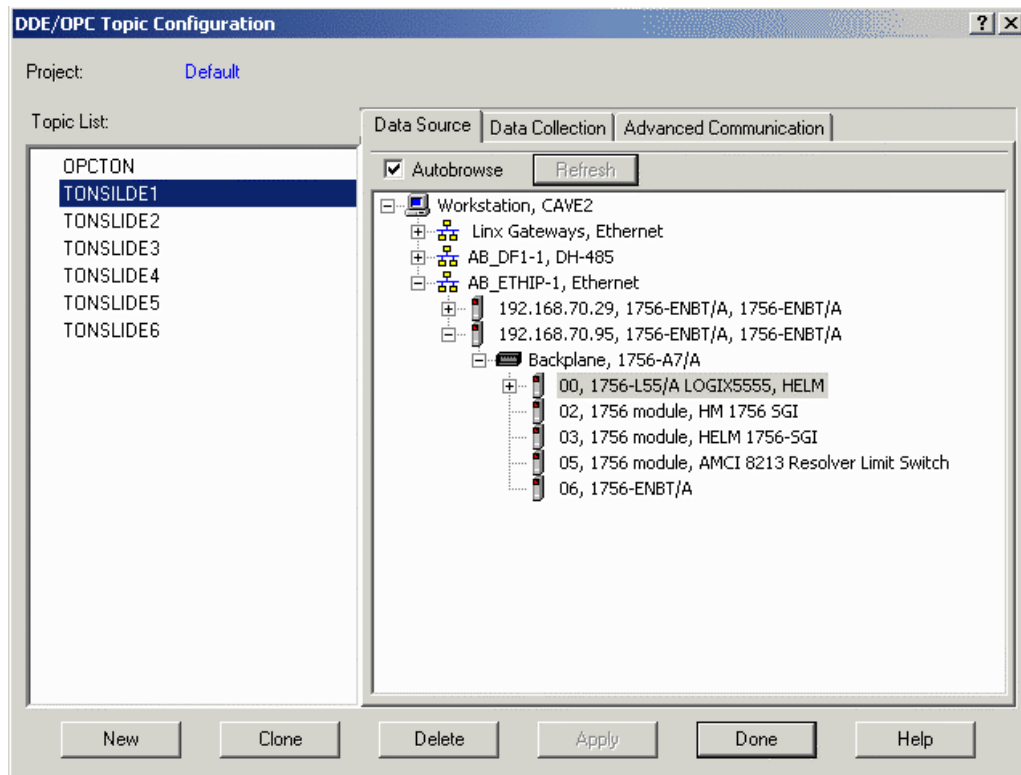 DDE/OPC Topic Configuration
Project: Default
Topic List:
OPCTON
TONSILDE1
TONSLIDE2
TONSLIDE3
TONSLIDE4
TONSLIDE5
TONSLIDE6
Data Source Data Collection Advanced Communication
Autobrowse Refresh
Workstation, CAVE2
Linx Gateways, Ethernet
AB_DF1-1, DH-485
AB_ETHIP-1, Ethernet
192.168.70.29, 1756-ENBT/A, 1756-ENBT/A
192.168.70.95, 1756-ENBT/A, 1756-ENBT/A
Backplane, 1756-A7/A
00, 1756-L55/A LOGIX5555, HELM
02, 1756 module, HM 1756 SGI
03, 1756 module, HELM 1756-SGI
05, 1756 module, AMCI 8213 Resolver Limit Switch
06, 1756-ENBT/A
New Clone Delete Apply Done Help